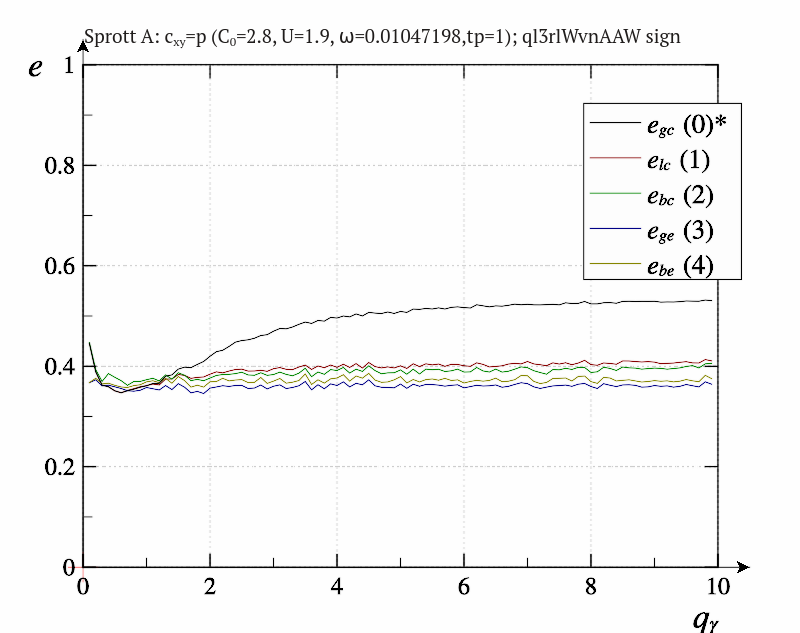 Sprott A: cxy=p (C0=2.8, U=1.9, ω=0.01047198,tp=1); ql3rlWvnAAW sign
e
1
0.8
0.6
0.4
0.2
0
0 2 4 6 8 10
qγ
egc (0)*
elc (1)
ebc (2)
ege (3)
ebe (4)